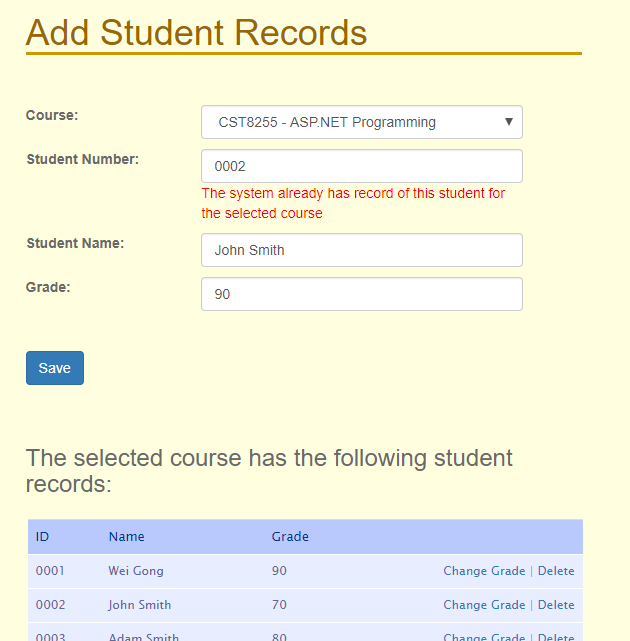 Add Student Records
Course:
CST8255 - ASP.NET Programming
Student Number:
0002
The system already has record of this student for
the selected course
Student Name:
John Smith
Grade:
90
Save
The selected course has the following student
records:
ID Name Grade
0001 Wei Gong 90 Change Grade | Delete
0002 John Smith 70 Change Grade | Delete
0003 Adam Smith 80 Change Grade | Delete